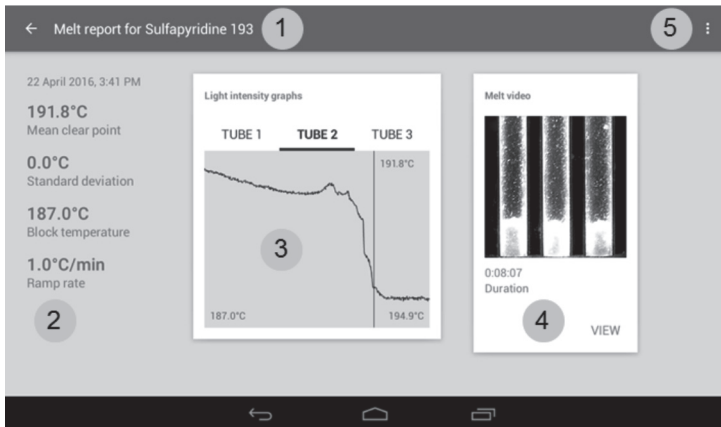 Melt report for Sulfapyridine 193
1
5
22 April 2016, 3:41 PM
191.8°C
Mean clear point
0.0°C
Standard deviation
187.0°C
Block temperature
1.0°C/min
Ramp rate
2
Light intensity graphs
TUBE 1 TUBE 2 TUBE 3
191.8°C
3
187.0°C 194.9°C
Melt video
0:08:07
Duration
4
VIEW